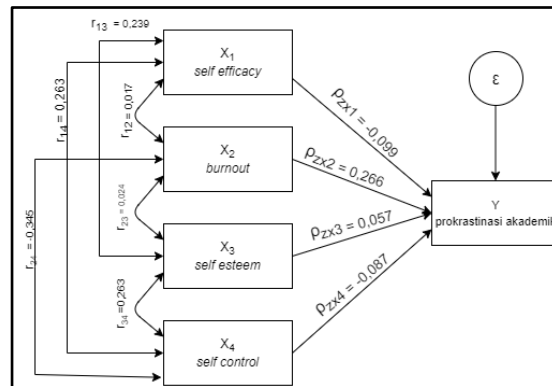 r13 = 0,239
X1
self efficacy
r14 = 0,263
r12 = 0,017
ρzx1 = -0,099
ε
X2
burnout
ρzx2 = 0,266
Y
prokrastinasi akademik
r24 = -0,345
r23 = 0,024
ρzx3 = 0,057
X3
self esteem
ρzx4 = -0,087
r34 =0,263
X4
self control